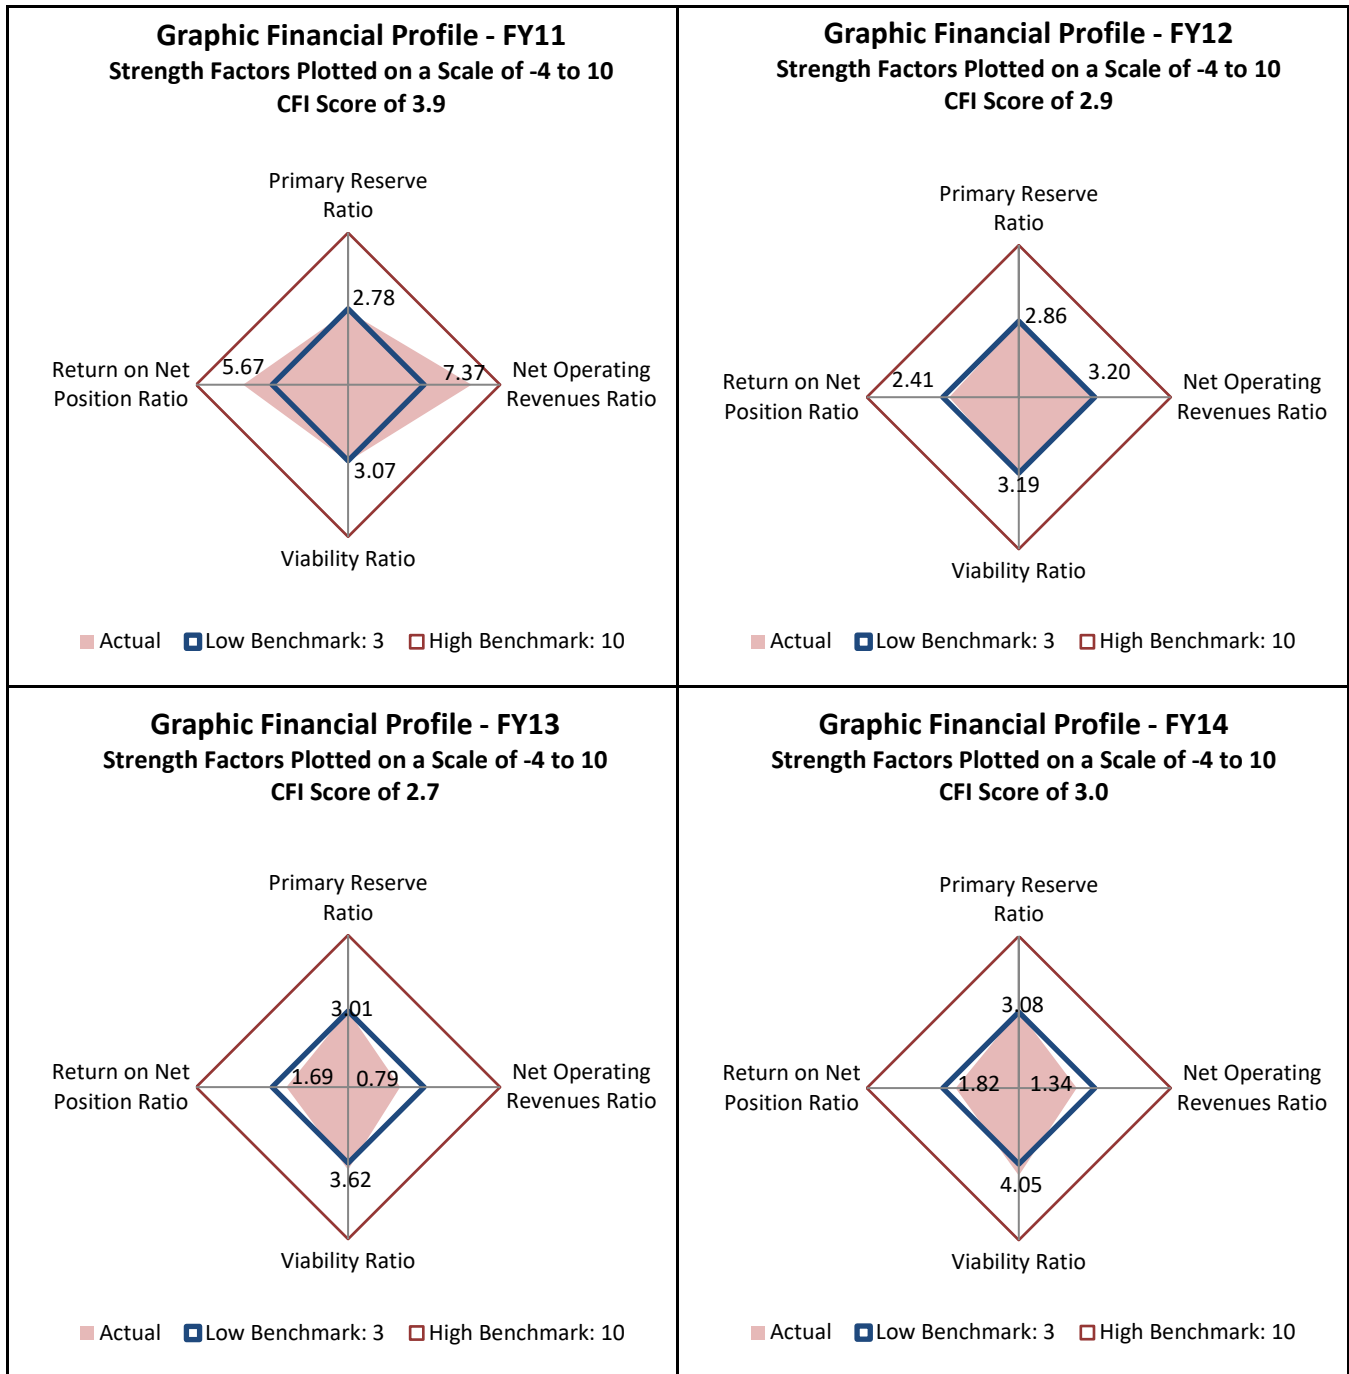 Graphic Financial Profile - FY11
Strength Factors Plotted on a Scale of -4 to 10
CFI Score of 3.9
Primary Reserve
Ratio
2.78
Return on Net
Position Ratio
5.67
7.37
Net Operating
Revenues Ratio
3.07
Viability Ratio
Actual
Low Benchmark: 3
High Benchmark: 10
Graphic Financial Profile - FY12
Strength Factors Plotted on a Scale of -4 to 10
CFI Score of 2.9
Primary Reserve
Ratio
2.86
Return on Net
Position Ratio
2.41
3.20
Net Operating
Revenues Ratio
3.19
Viability Ratio
Actual
Low Benchmark: 3
High Benchmark: 10
Graphic Financial Profile - FY13
Strength Factors Plotted on a Scale of -4 to 10
CFI Score of 2.7
Primary Reserve
Ratio
3.01
Return on Net
Position Ratio
1.69
0.79
Net Operating
Revenues Ratio
3.62
Viability Ratio
Actual
Low Benchmark: 3
High Benchmark: 10
Graphic Financial Profile - FY14
Strength Factors Plotted on a Scale of -4 to 10
CFI Score of 3.0
Primary Reserve
Ratio
3.08
Return on Net
Position Ratio
1.82
1.34
Net Operating
Revenues Ratio
4.05
Viability Ratio
Actual
Low Benchmark: 3
High Benchmark: 10